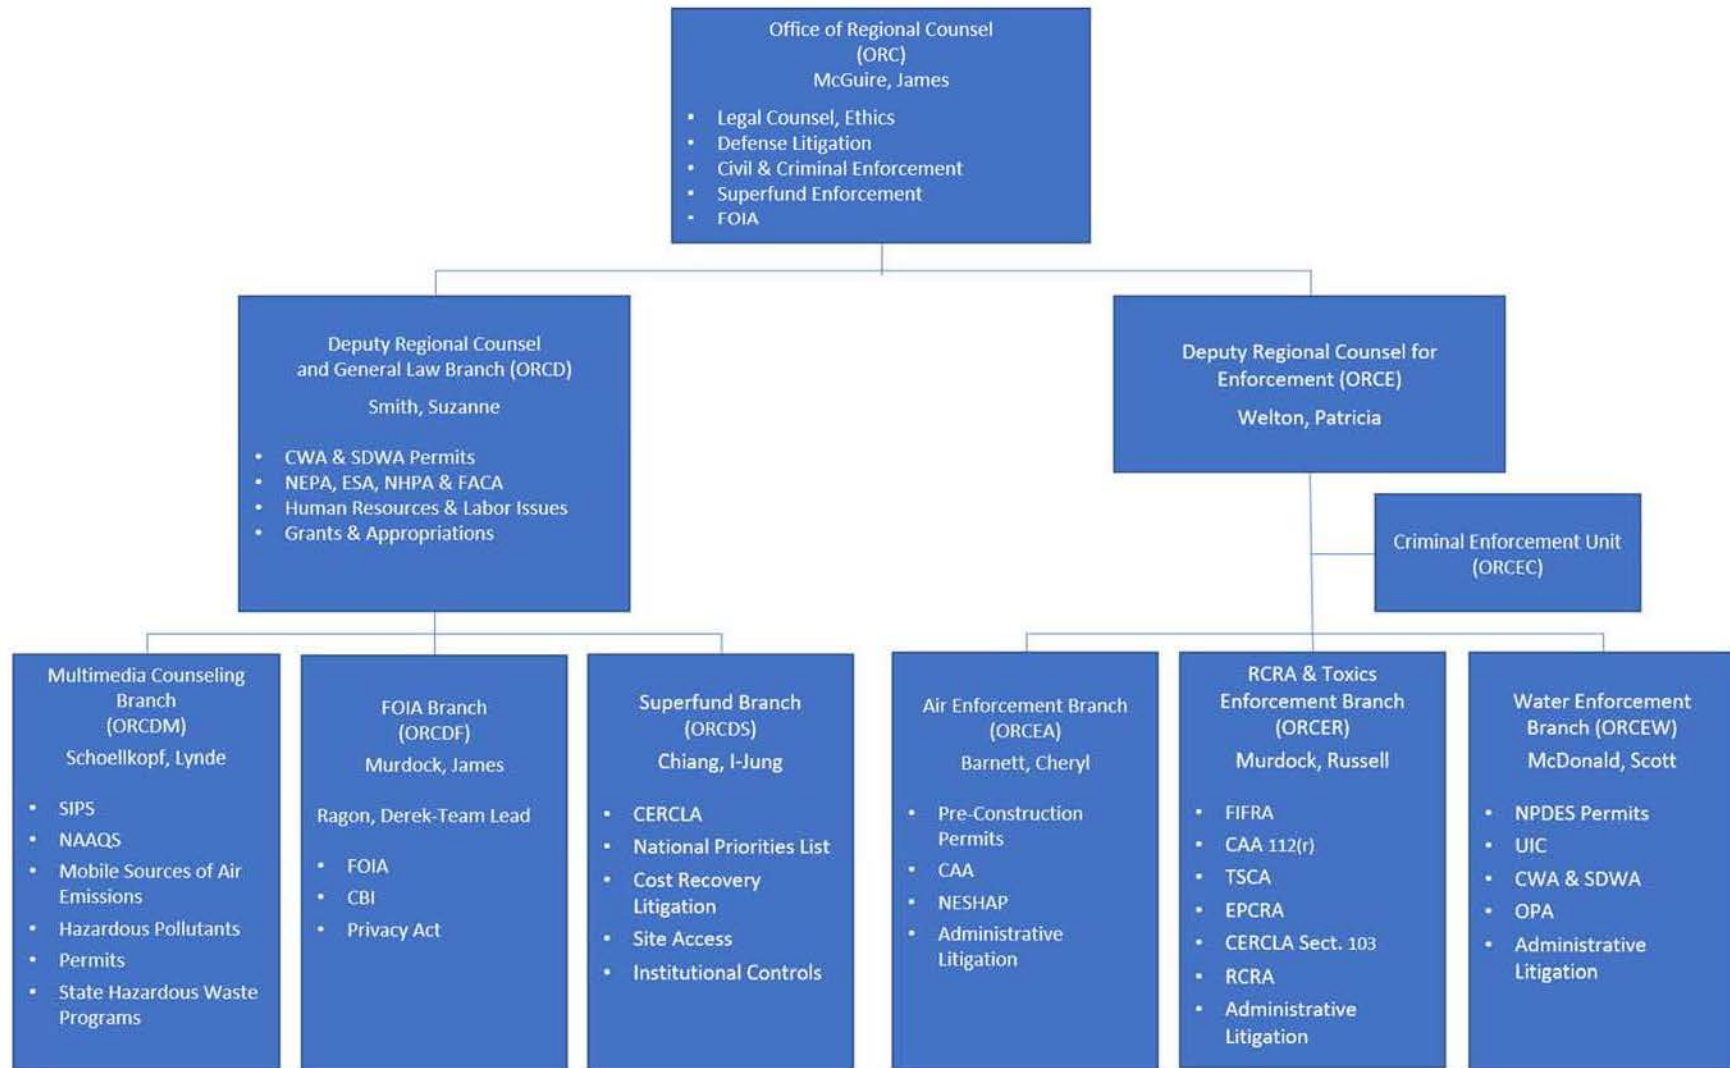 Office of Regional Counsel
(ORC)
McGuire, James
▪ Legal Counsel, Ethics
• Defense Litigation
• Civil & Criminal Enforcement
• Superfund Enforcement
▪ FOIA
Deputy Regional Counsel
and General Law Branch (ORCD)
Smith, Suzanne
• CWA & SDWA Permits
• NEPA, ESA, NHPA & FACA
• Human Resources & Labor Issues
• Grants & Appropriations
Deputy Regional Counsel for
Enforcement (ORCE)
Welton, Patricia
Criminal Enforcement Unit
(ORCEC)
Multimedia Counseling
Branch
(ORCDM)
Schoellkopf, Lynde
• SIPS
• NAAQS
• Mobile Sources of Air
Emissions
• Hazardous Pollutants
• Permits
• State Hazardous Waste
Programs
FOIA Branch
(ORCDF)
Murdock, James
Ragon, Derek-Team Lead
• FOIA
• CBI
• Privacy Act
Superfund Branch
(ORCDS)
Chiang, I-Jung
• CERCLA
• National Priorities List
• Cost Recovery
Litigation
• Site Access
• Institutional Controls
Air Enforcement Branch
(ORCEA)
Barnett, Cheryl
• Pre-Construction
Permits
• CAA
• NESHAP
• Administrative
Litigation
RCRA & Toxics
Enforcement Branch
(ORCER)
Murdock, Russell
• FIFRA
• CAA 112(r)
• TSCA
• EPCRA
• CERCLA Sect. 103
• RCRA
• Administrative
Litigation
Water Enforcement
Branch (ORCEW)
McDonald, Scott
• NPDES Permits
• UIC
• CWA & SDWA
• OPA
• Administrative
Litigation